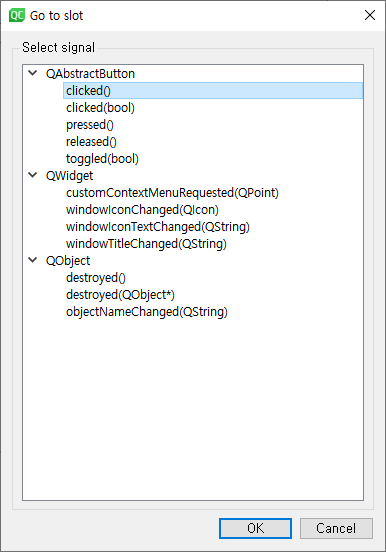 QC Go to slot
Select signal
QAbstractButton
clicked()
clicked(bool)
pressed()
released()
toggled(bool)
QWidget
customContextMenuRequested(QPoint)
windowIconChanged(QIcon)
windowIconTextChanged(QString)
windowTitleChanged(QString)
QObject
destroyed()
destroyed(QObject*)
objectNameChanged(QString)
OK Cancel